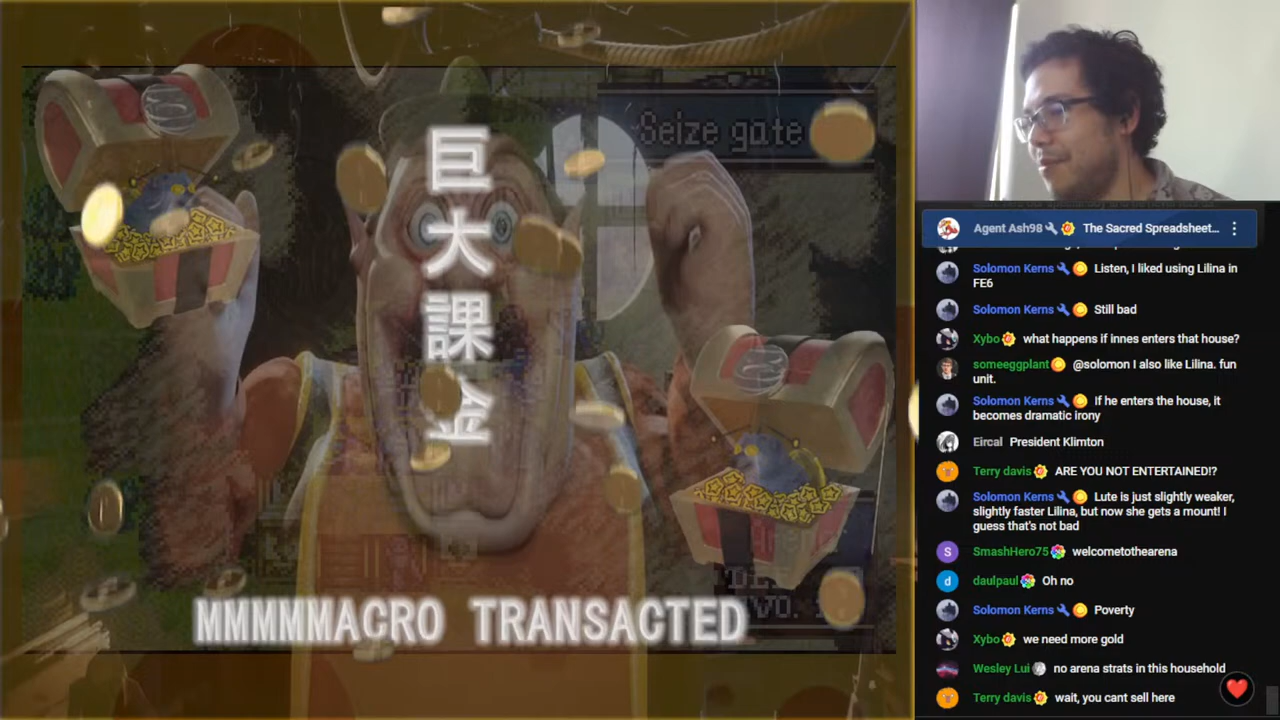 Seize gate
巨大課金
MMMMMACRO TRANSACTED
Agent Ash98 The Sacred Spreadsheet...
Solomon Kerns Listen, I liked using Lilina in
FE6
Solomon Kerns Still bad
Xybo what happens if innes enters that house?
someeggplant @solomon I also like Lilina. fun
unit.
Solomon Kerns If he enters the house, it
becomes dramatic irony
Eircal President Klimton
Terry davis ARE YOU NOT ENTERTAINED!?
Solomon Kerns Lute is just slightly weaker,
slightly faster Lilina, but now she gets a mount! I
guess that's not bad
S
SmashHero75 welcometothearena
d
daulpaul Oh no
Solomon Kerns Poverty
Xybo we need more gold
Wesley Lui no arena strats in this household
Terry davis wait, you cant sell here